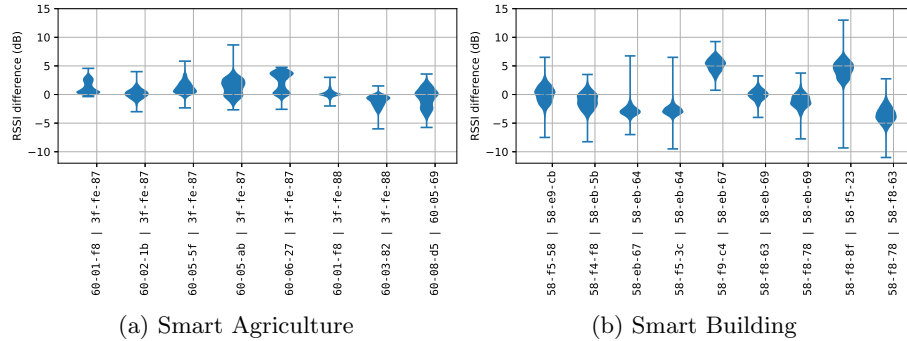 15
10
5
0
−5
−10
RSSI difference (dB)
60-01-f8 | 3f-fe-87
60-02-1b | 3f-fe-87
60-05-5f | 3f-fe-87
60-05-ab | 3f-fe-87
60-06-27 | 3f-fe-87
60-01-f8 | 3f-fe-88
60-03-82 | 3f-fe-88
60-08-d5 | 60-05-69
(a) Smart Agriculture
15
10
5
0
−5
−10
RSSI difference (dB)
58-f5-58 | 58-e9-cb
58-f4-f8 | 58-eb-5b
58-eb-67 | 58-eb-64
58-f5-3c | 58-eb-64
58-f9-c4 | 58-eb-67
58-f8-63 | 58-eb-69
58-f8-78 | 58-eb-69
58-f8-8f | 58-f5-23
58-f8-78 | 58-f8-63
(b) Smart Building